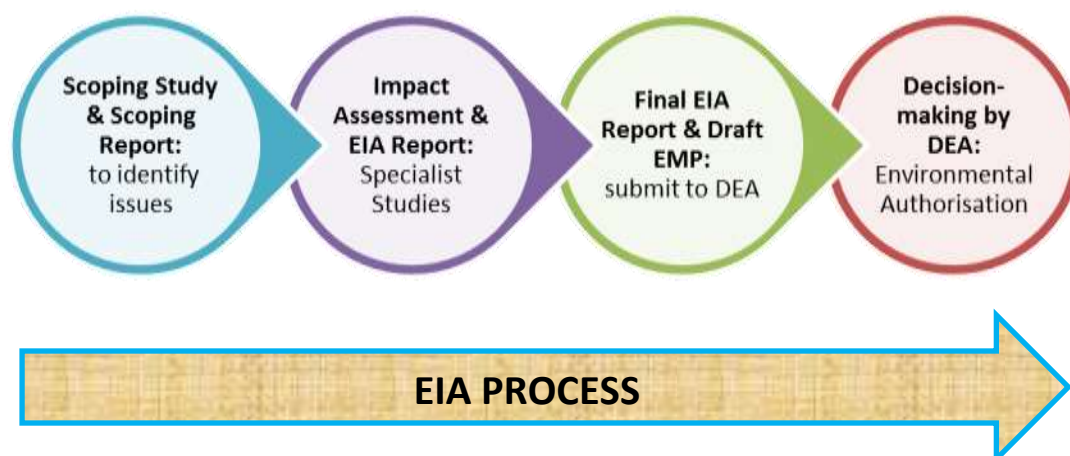 Scoping Study
& Scoping
Report:
to identify
issues
Impact
Assessment &
EIA Report:
Specialist
Studies
Final EIA
Report & Draft
EMP:
submit to DEA
Decision-
making by
DEA:
Environmental
Authorisation
EIA PROCESS